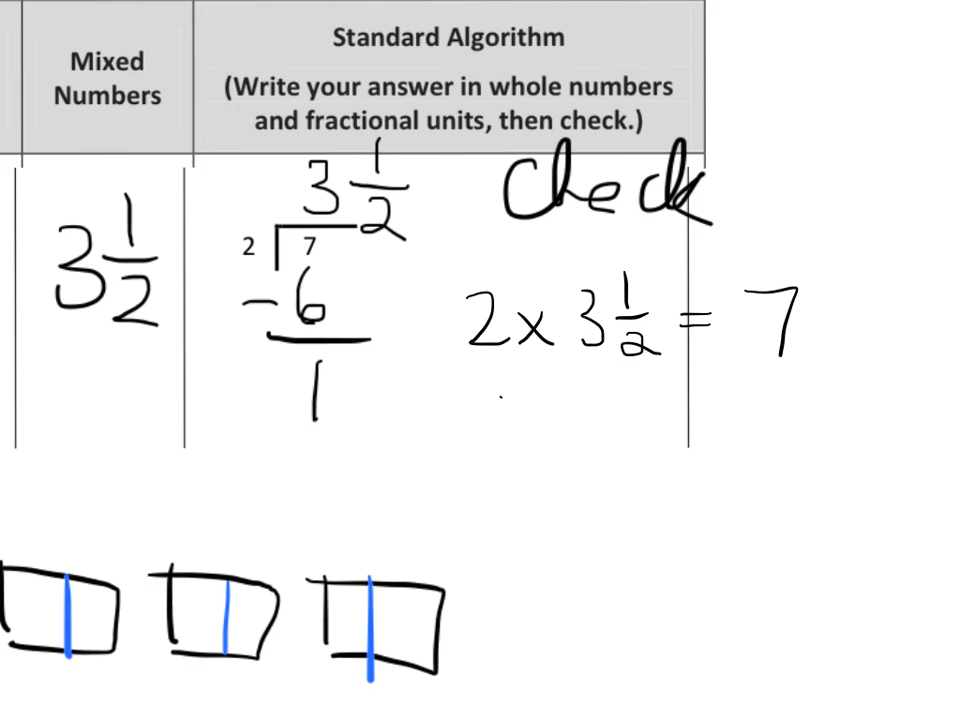 Mixed
Numbers
Standard Algorithm
(Write your answer in whole numbers
and fractional units, then check.)
3 1/2
3 1/2
2 7
-6
1
Check
2 x 3 1/2 = 7